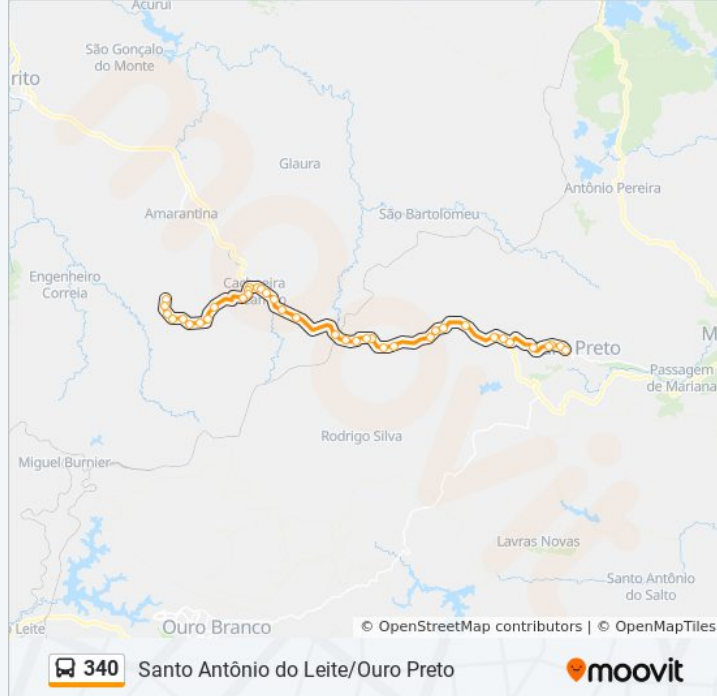 Acuruí
São Gonçalo
do Monte
rito
Glaura
Antônio Pereira
Amarantina
São Bartolomeu
Engenheiro
Correia
Preto
M
Passagem
de Mariana
Rodrigo Silva
Miguel Burnier
Lavras Novas
Santo Antônio
do Salto
o Leite
Ouro Branco
© OpenStreetMap contributors | © OpenMapTiles
340
Santo Antônio do Leite/Ouro Preto
moovit